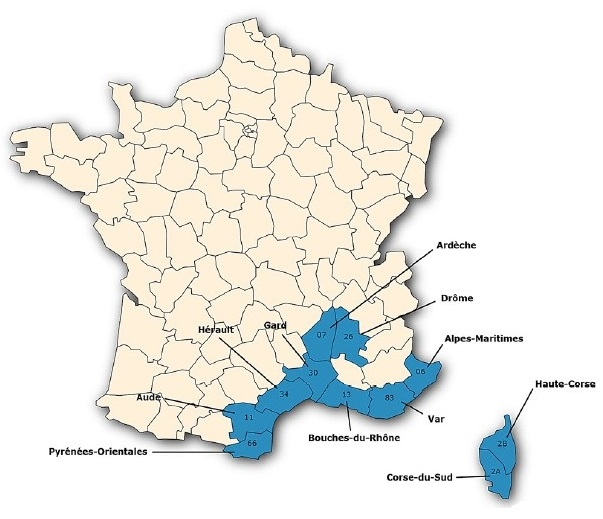 Ardèche
Drôme
Gard
Hérault
Alpes-Maritimes
07
26
06
30
Haute-Corse
Aude
34
13
83
11
Var
Bouches-du-Rhône
66
2B
Pyrénées-Orientales
2A
Corse-du-Sud